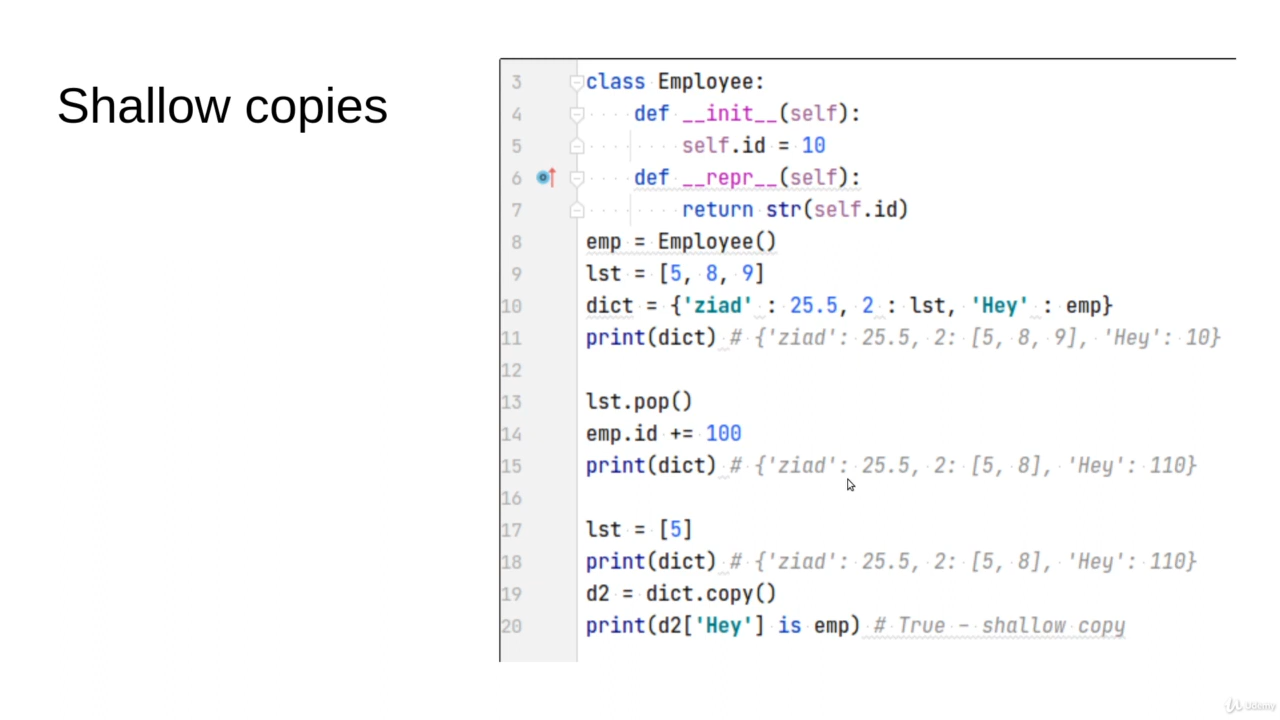 Shallow copies
3 class Employee:
4 def __init__(self):
5 self.id = 10
6 def __repr__(self):
7 return str(self.id)
8 emp = Employee()
9 lst = [5, 8, 9]
10 dict = {'ziad' : 25.5, 2 : lst, 'Hey' : emp}
11 print(dict) # {'ziad': 25.5, 2: [5, 8, 9], 'Hey': 10}
12
13 lst.pop()
14 emp.id += 100
15 print(dict) # {'ziad': 25.5, 2: [5, 8], 'Hey': 110}
16
17 lst = [5]
18 print(dict) # {'ziad': 25.5, 2: [5, 8], 'Hey': 110}
19 d2 = dict.copy()
20 print(d2['Hey'] is emp) # True - shallow copy
Udemy